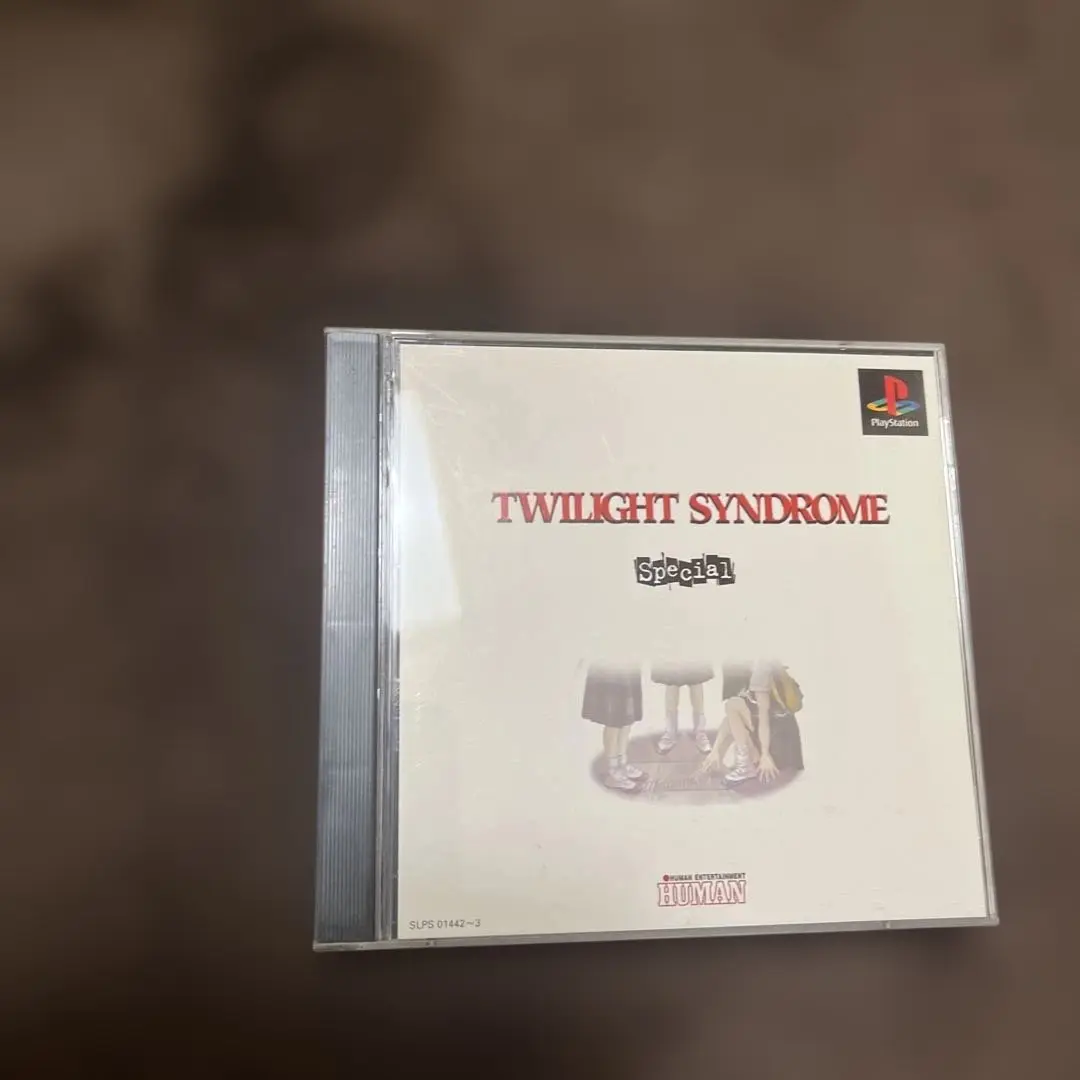 PlayStation
TWILIGHT SYNDROME
Special
HUMAN ENTERTAINMENT
HUMAN
SLPS 01442〜3